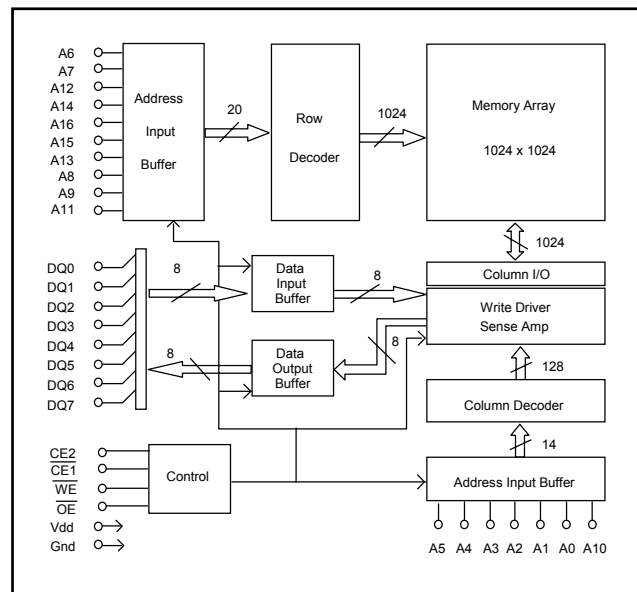 A6
A7
A12
A14
A16
A15
A13
A8
A9
A11
Address
Input
Buffer
20
Row
Decoder
1024
Memory Array
1024 x 1024
1024
DQ0
DQ1
DQ2
DQ3
DQ4
DQ5
DQ6
DQ7
8
Data
Input
Buffer
8
Column I/O
Write Driver
Sense Amp
8
Data
Output
Buffer
8
128
Column Decoder
14
Address Input Buffer
CE2
CE1
WE
OE
Vdd
Gnd
Control
A5 A4 A3 A2 A1 A0 A10